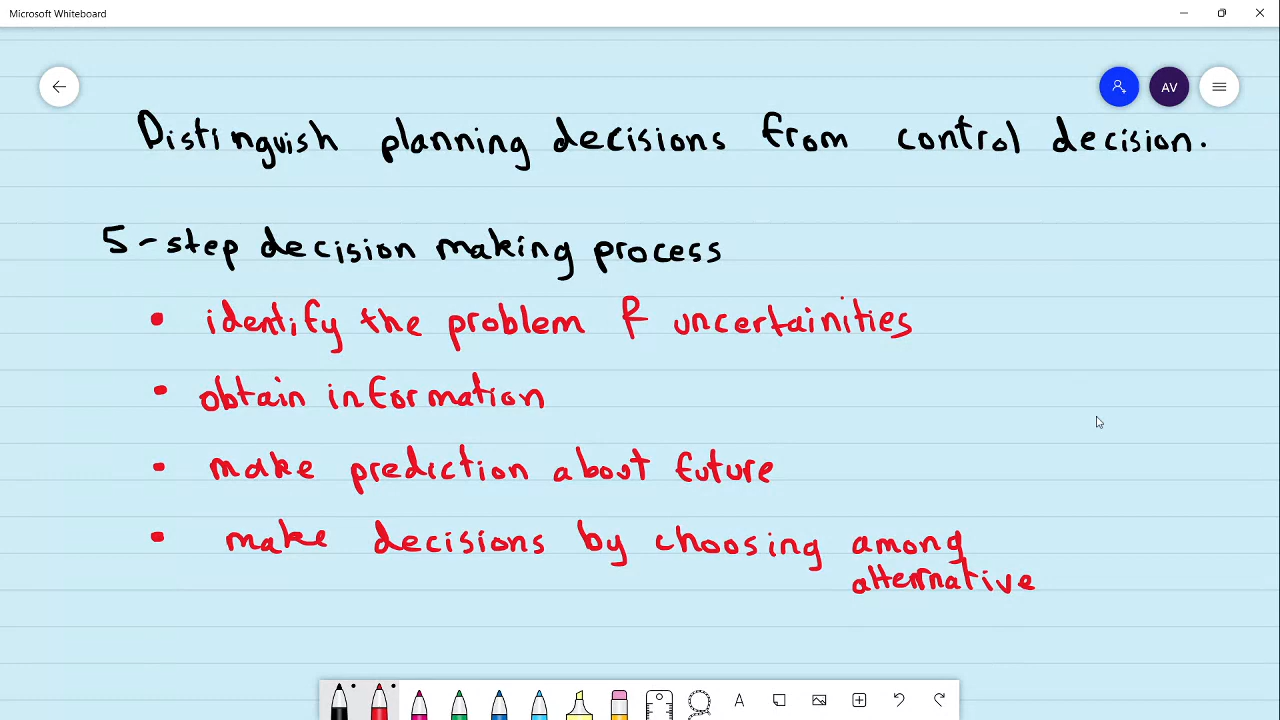 Microsoft Whiteboard
AV
Distinguish planning decisions from control decision.
5-step decision making process
• identify the problem & uncertainities
• obtain information
• make prediction about future
• make decisions by choosing among
alternative
A